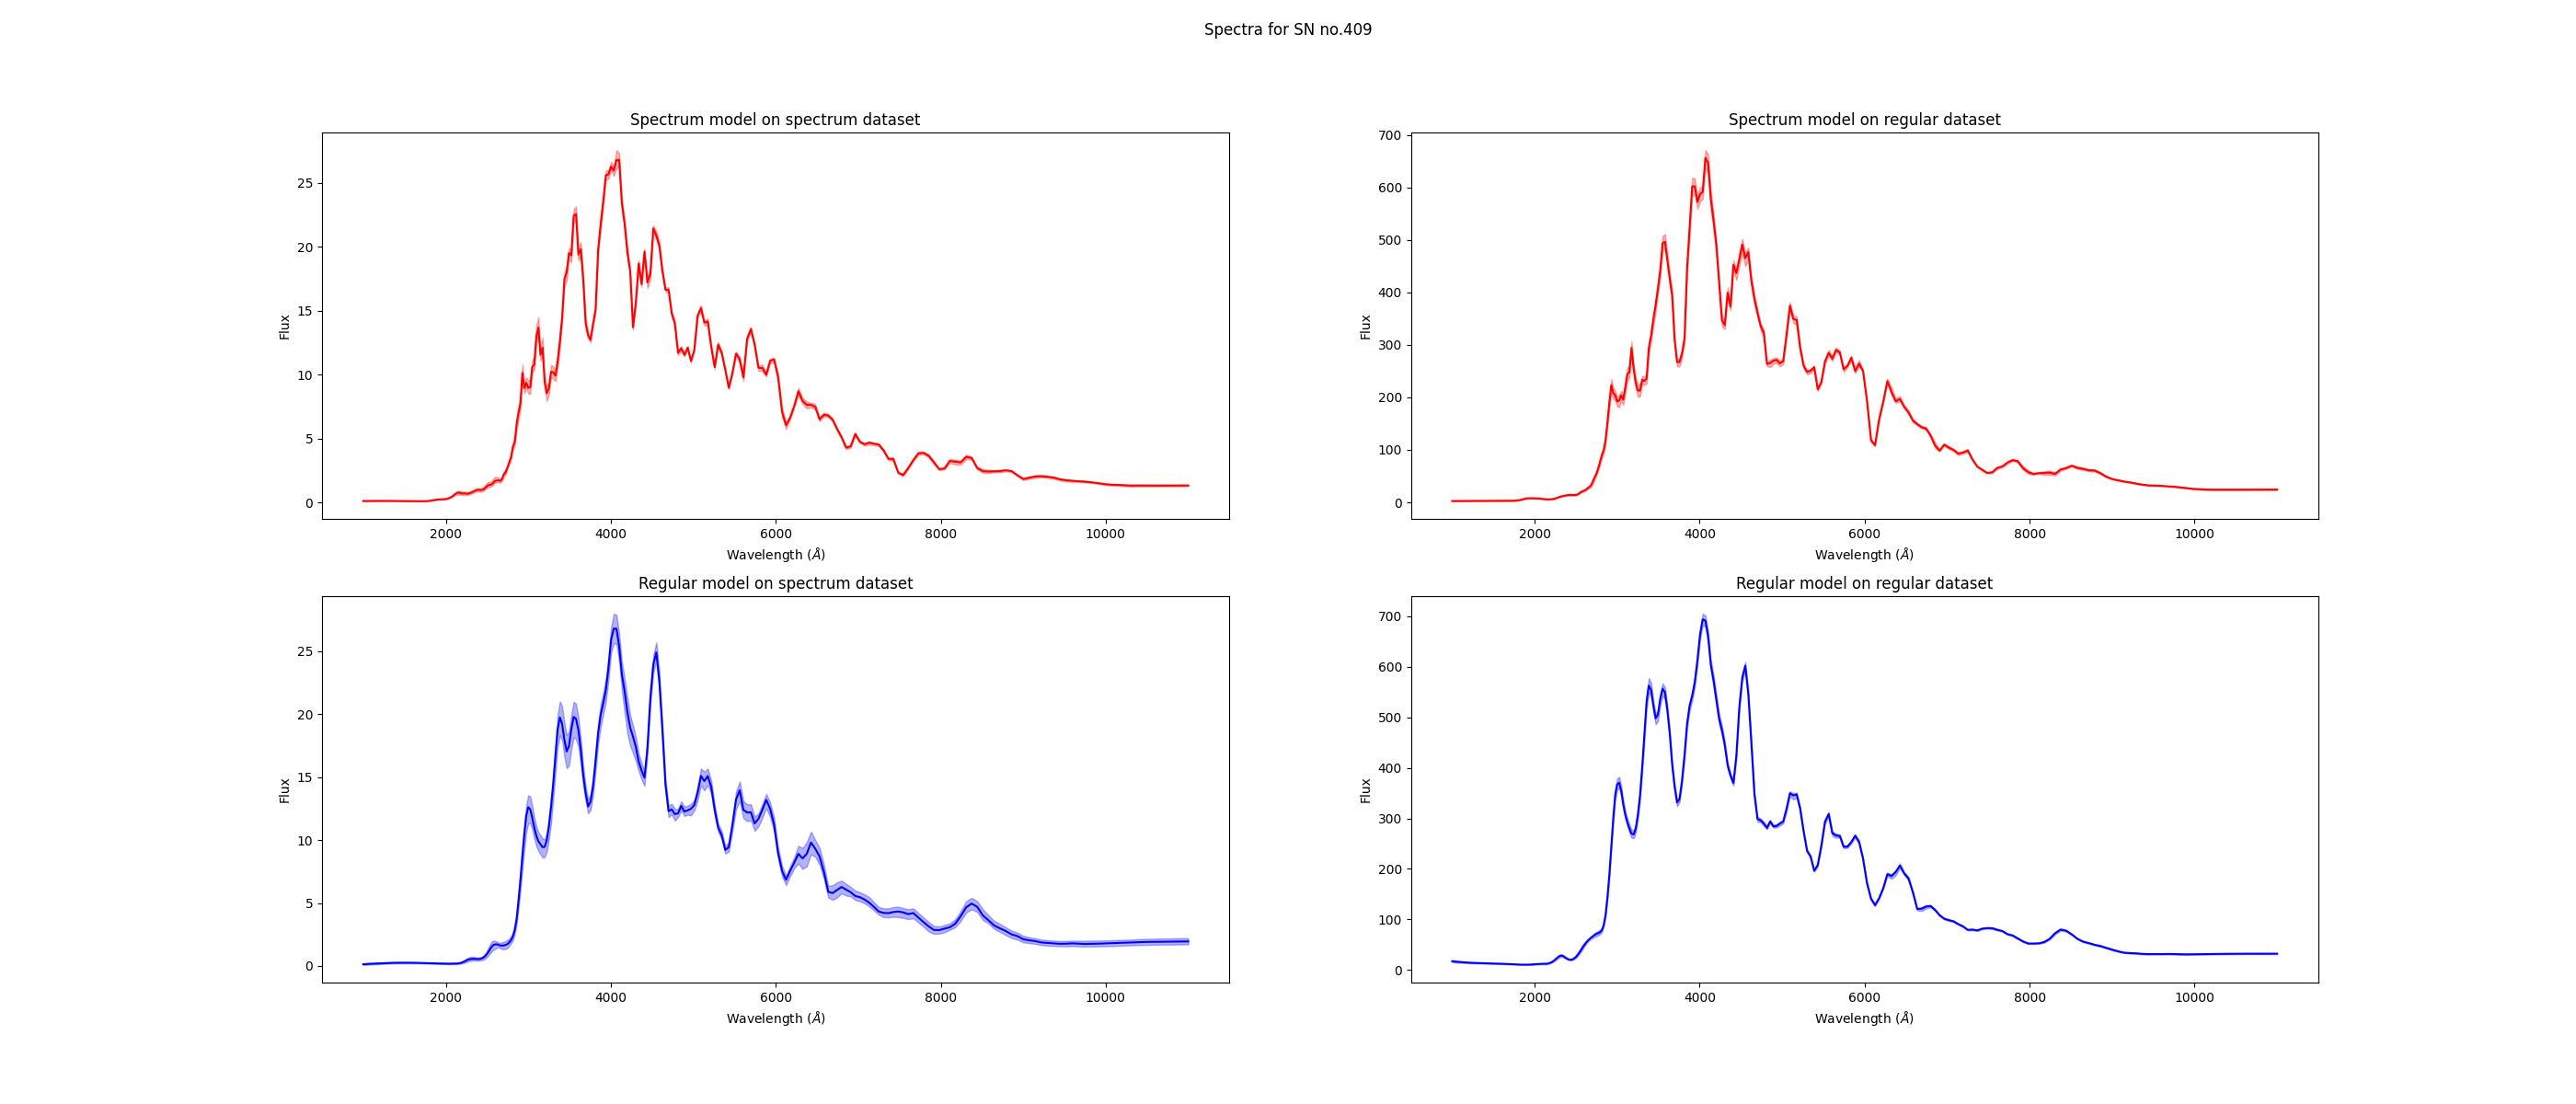 Spectra for SN no.409
Spectrum model on spectrum dataset
Flux
25
20
15
10
5
0
2000 4000 6000 8000 10000
Wavelength (Å)
Spectrum model on regular dataset
Flux
700
600
500
400
300
200
100
0
2000 4000 6000 8000 10000
Wavelength (Å)
Regular model on spectrum dataset
Flux
25
20
15
10
5
0
2000 4000 6000 8000 10000
Wavelength (Å)
Regular model on regular dataset
Flux
700
600
500
400
300
200
100
0
2000 4000 6000 8000 10000
Wavelength (Å)